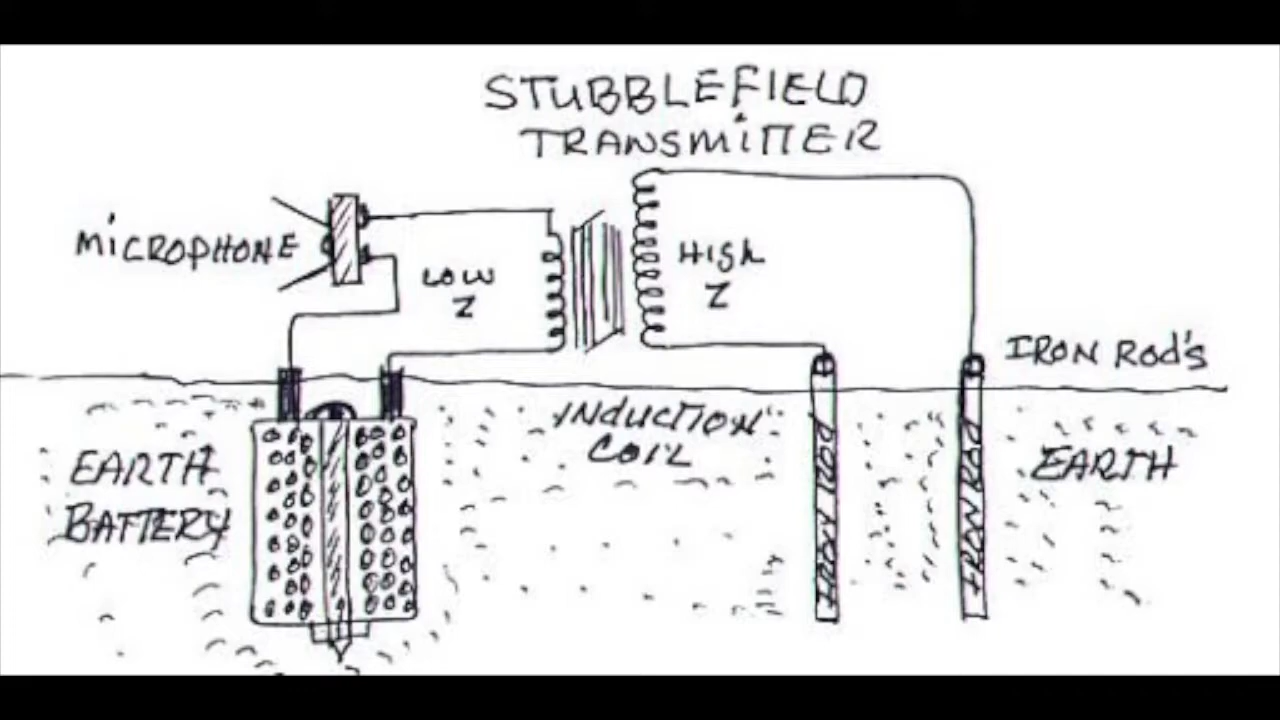 STUBBLEFIELD
TRANSMITTER
MICROPHONE
LOW
Z
HIGH
Z
IRON ROD'S
INDUCTION
COIL
EARTH
BATTERY
EARTH
IRON ROD
IRON ROD